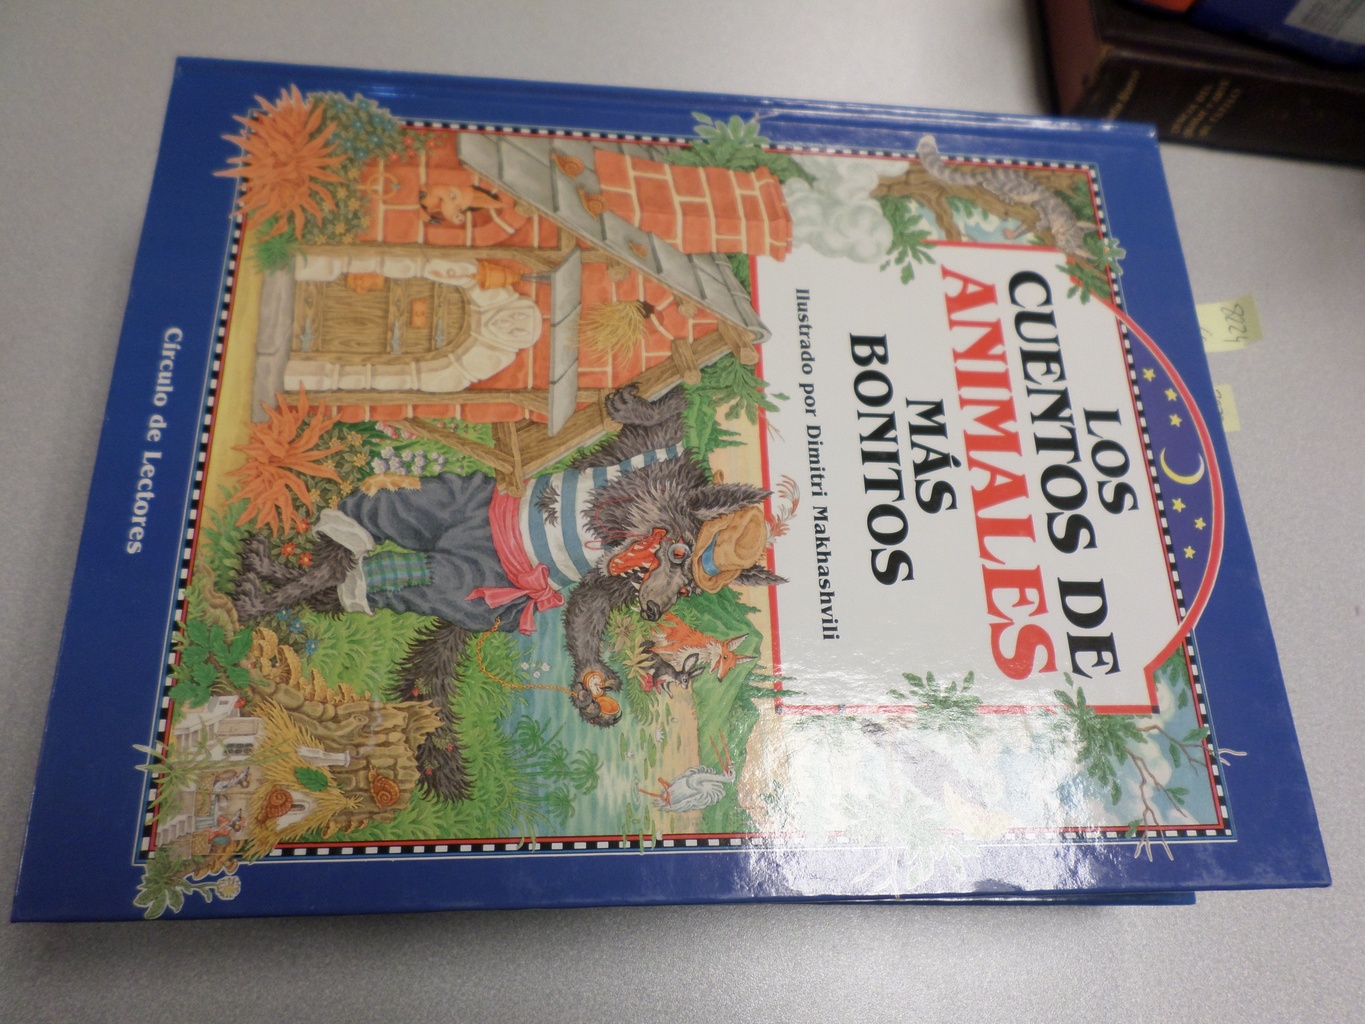 LOS
CUENTOS DE
ANIMALES
MÁS
BONITOS
Ilustrado por Dimitri Makhashvili
Círculo de Lectores